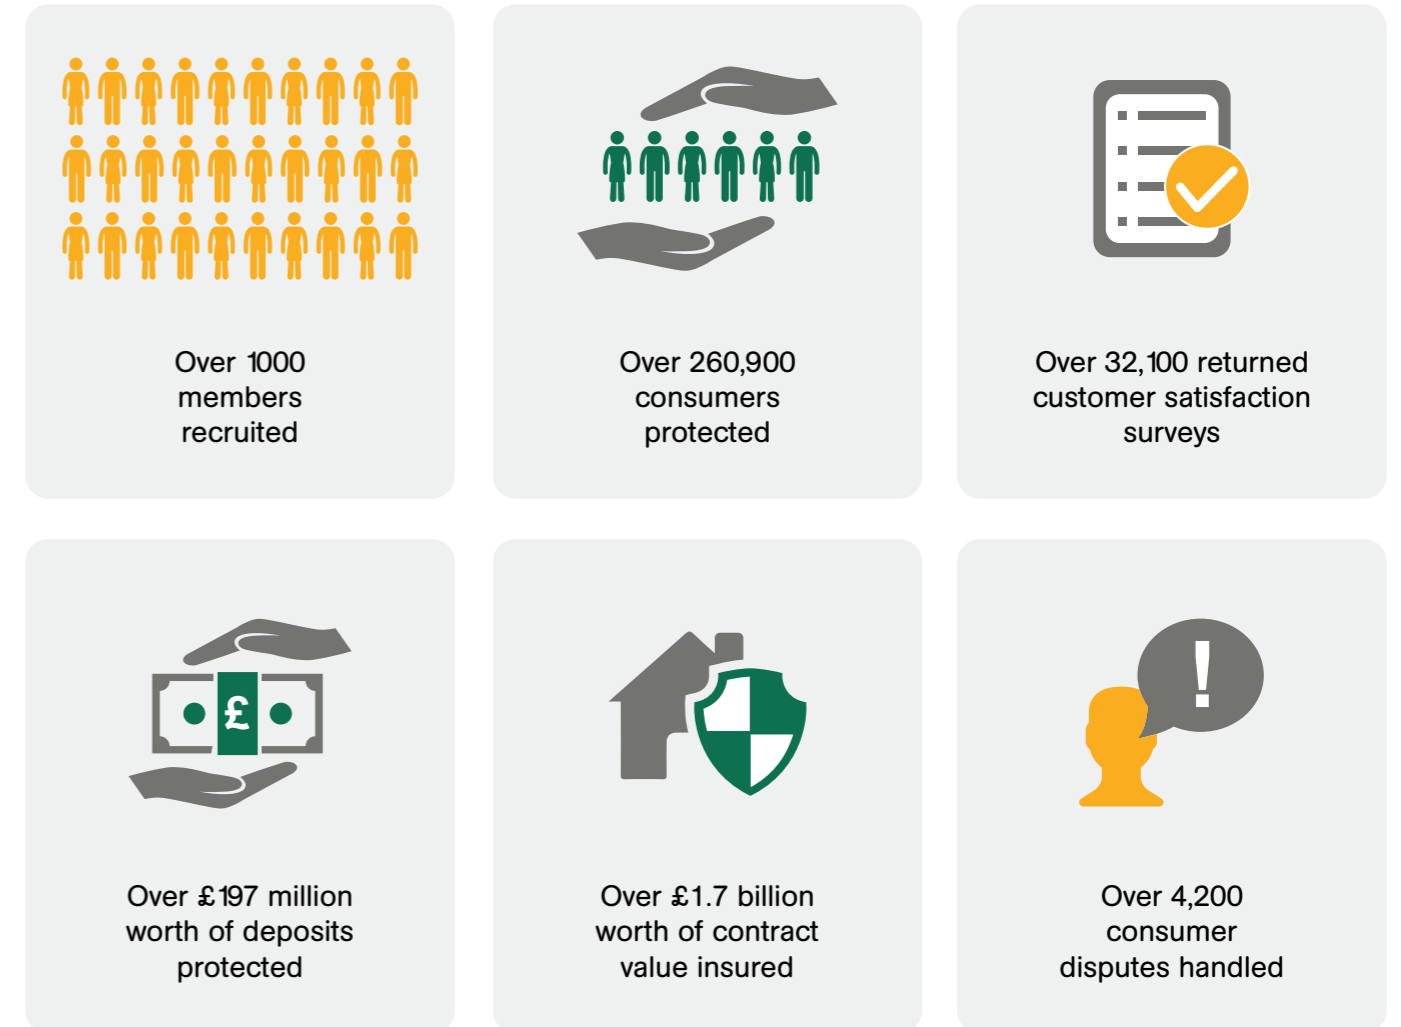 Over 1000
members
recruited
Over 260,900
consumers
protected
Over 32,100 returned
customer satisfaction
surveys
£
!
Over £197 million
worth of deposits
protected
Over £1.7 billion
worth of contract
value insured
Over 4,200
consumer
disputes handled